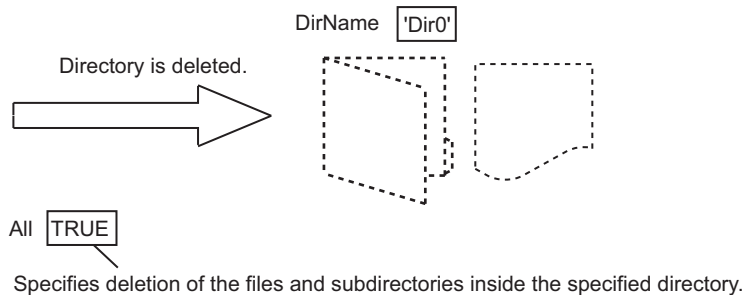 DirName 'Dir0'
Directory is deleted.
All TRUE
Specifies deletion of the files and subdirectories inside the specified directory.